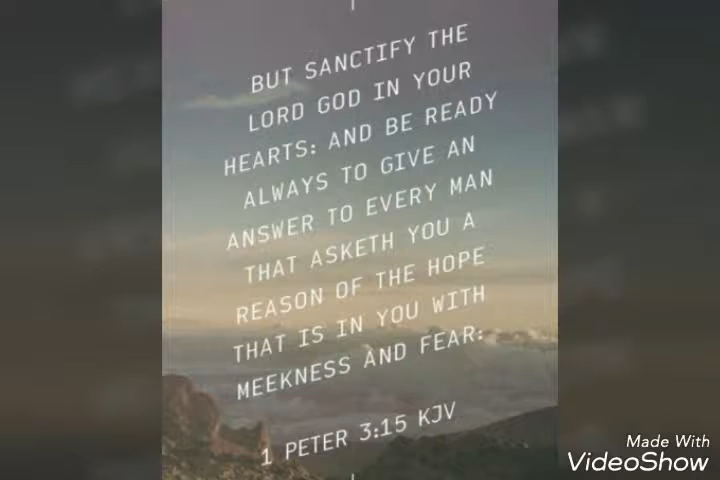 BUT SANCTIFY THE
LORD GOD IN YOUR
HEARTS: AND BE READY
ALWAYS TO GIVE AN
ANSWER TO EVERY MAN
THAT ASKETH YOU A
REASON OF THE HOPE
THAT IS IN YOU WITH
MEEKNESS AND FEAR:
1 PETER 3:15 KJV
Made With
VideoShow